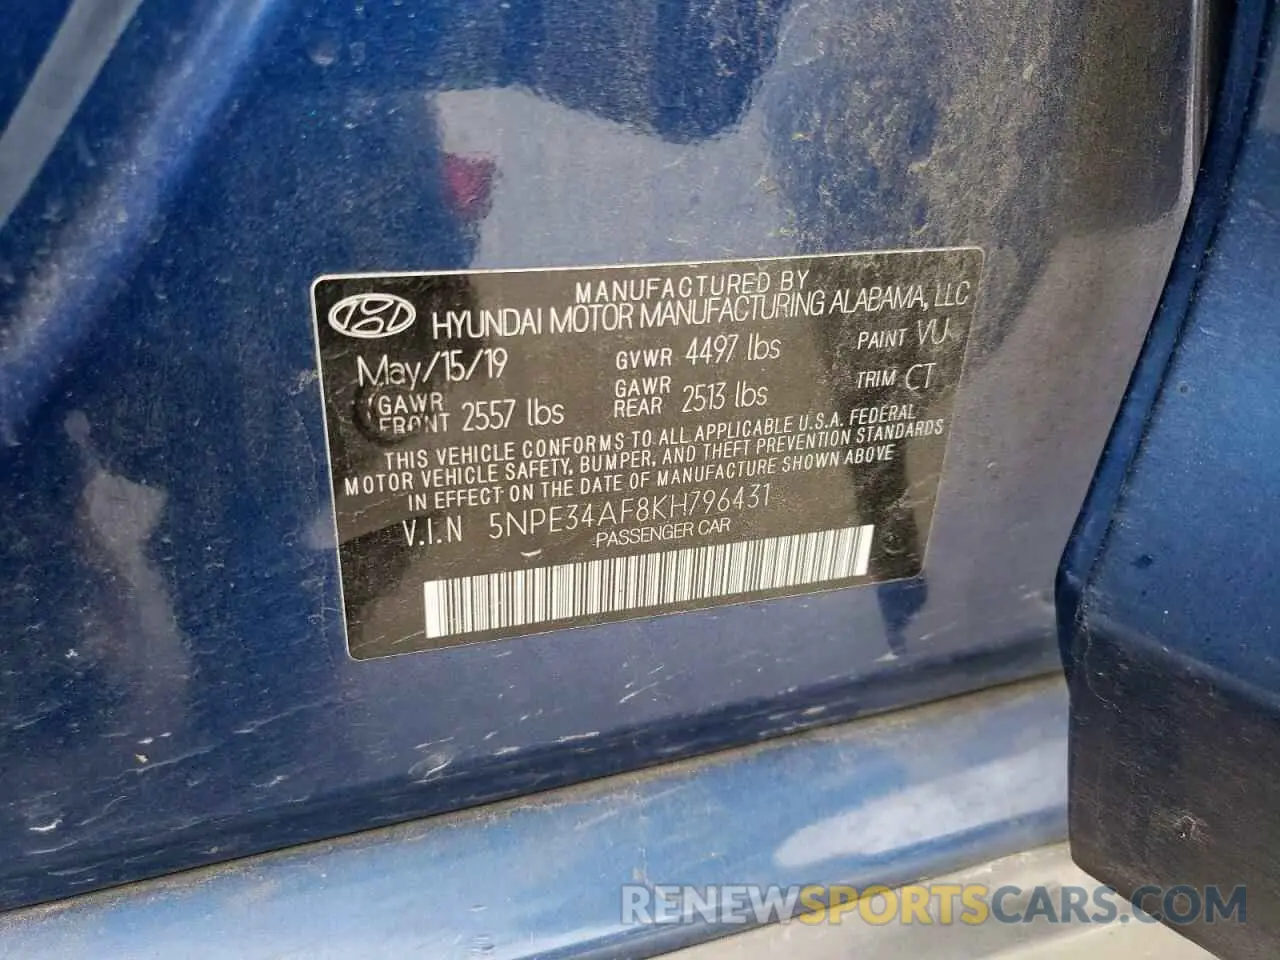 MANUFACTURED BY
HYUNDAI MOTOR MANUFACTURING ALABAMA, LLC
May/15/19 GVWR 4497 lbs PAINT VU
GAWR FRONT 2557 lbs GAWR REAR 2513 lbs TRIM CT
THIS VEHICLE CONFORMS TO ALL APPLICABLE U.S.A. FEDERAL
MOTOR VEHICLE SAFETY, BUMPER, AND THEFT PREVENTION STANDARDS
IN EFFECT ON THE DATE OF MANUFACTURE SHOWN ABOVE
V.I.N 5NPE34AF8KH796431
PASSENGER CAR
RENEWSPORTSCARS.COM